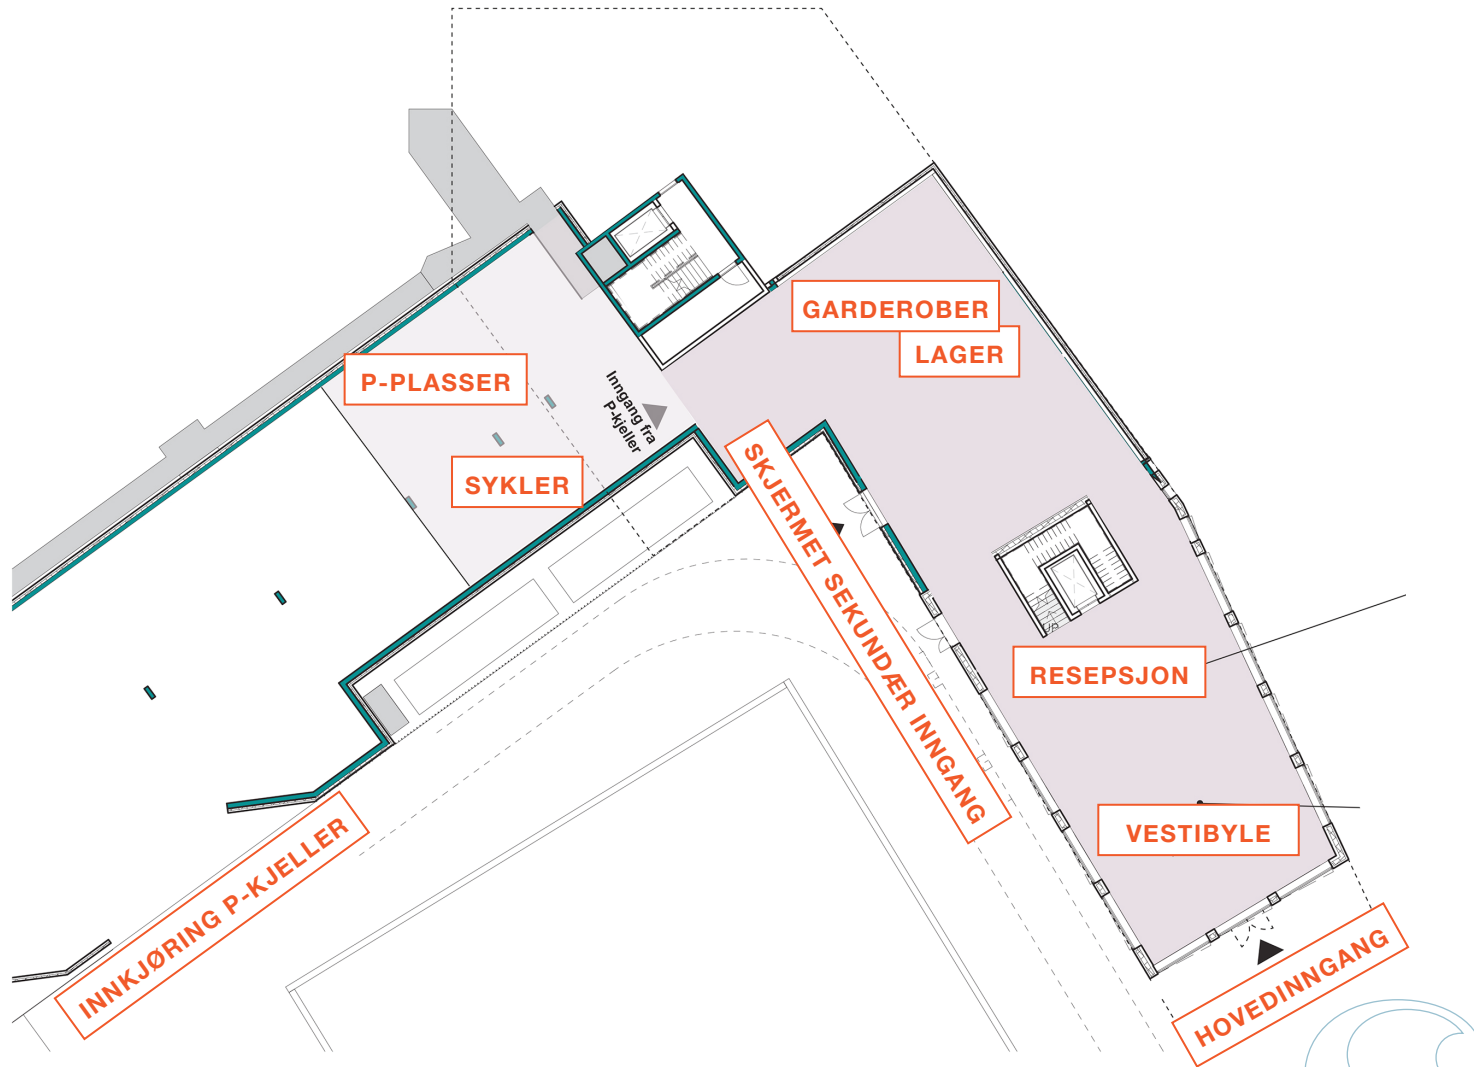 GARDEROBER
LAGER
P-PLASSER
Inngang fra
P-kjeller
SYKLER
SKJERMET SEKUNDÆR INNGANG
RESEPSJON
VESTIBYLE
INNKJØRING P-KJELLER
HOVEDINNGANG